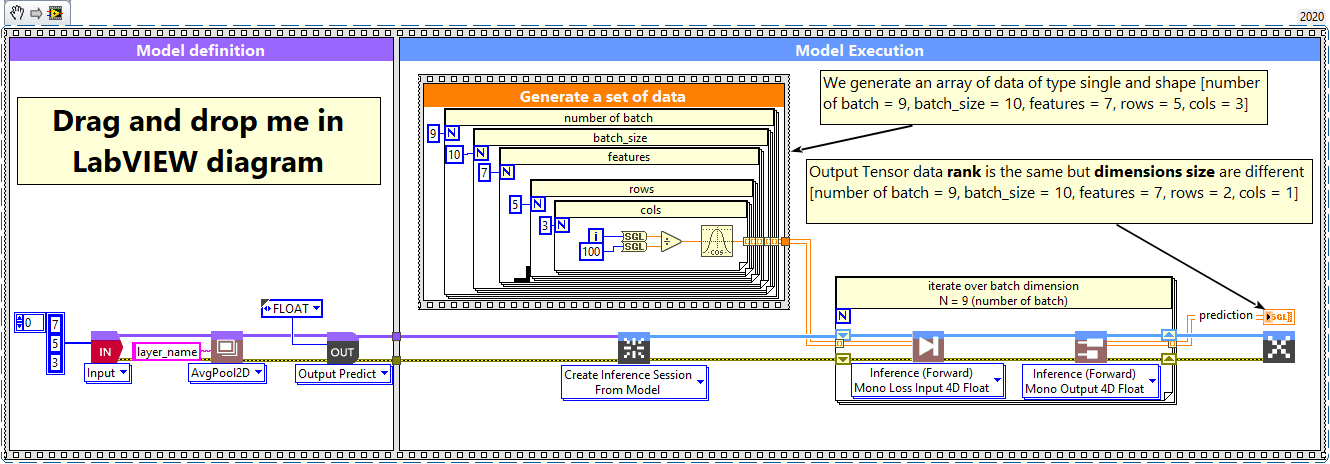 2020
Model definition
Model Execution
Drag and drop me in
LabVIEW diagram
Generate a set of data
number of batch
9
N
batch_size
10
N
features
7
N
rows
5
N
cols
3
N
i
100
SGL
SGL
÷
COS
We generate an array of data of type single and shape [number
of batch = 9, batch_size = 10, features = 7, rows = 5, cols = 3]
Output Tensor data rank is the same but dimensions size are different
[number of batch = 9, batch_size = 10, features = 7, rows = 2, cols = 1]
iterate over batch dimension
N = 9 (number of batch)
N
prediction
SGL
FLOAT
0
7
5
3
IN
Input
layer_name
AvgPool2D
OUT
Output Predict
Create Inference Session
From Model
Inference (Forward)
Mono Loss Input 4D Float
Inference (Forward)
Mono Output 4D Float